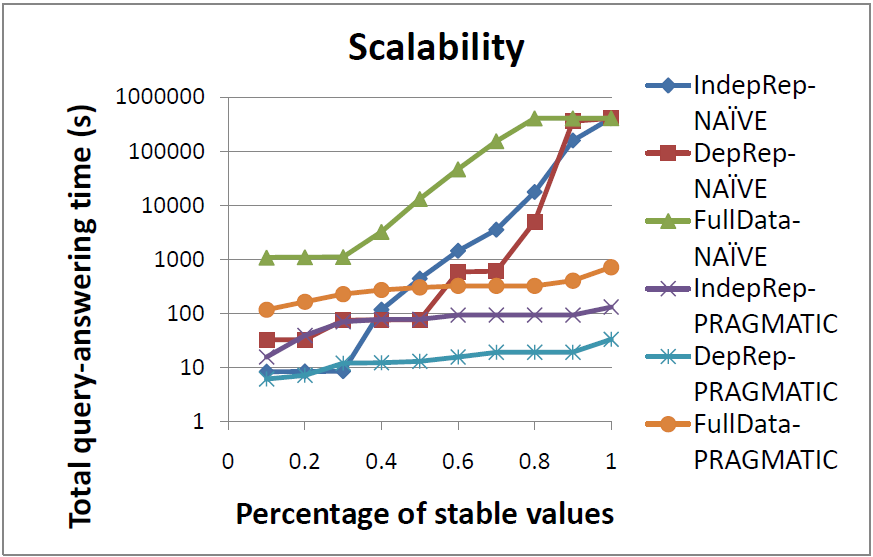 Scalability
Total query-answering time (s)
1000000
100000
10000
1000
100
10
1
0
0.2
0.4
0.6
0.8
1
Percentage of stable values
IndepRep-
NAÏVE
DepRep-
NAÏVE
FullData-
NAÏVE
IndepRep-
PRAGMATIC
DepRep-
PRAGMATIC
FullData-
PRAGMATIC